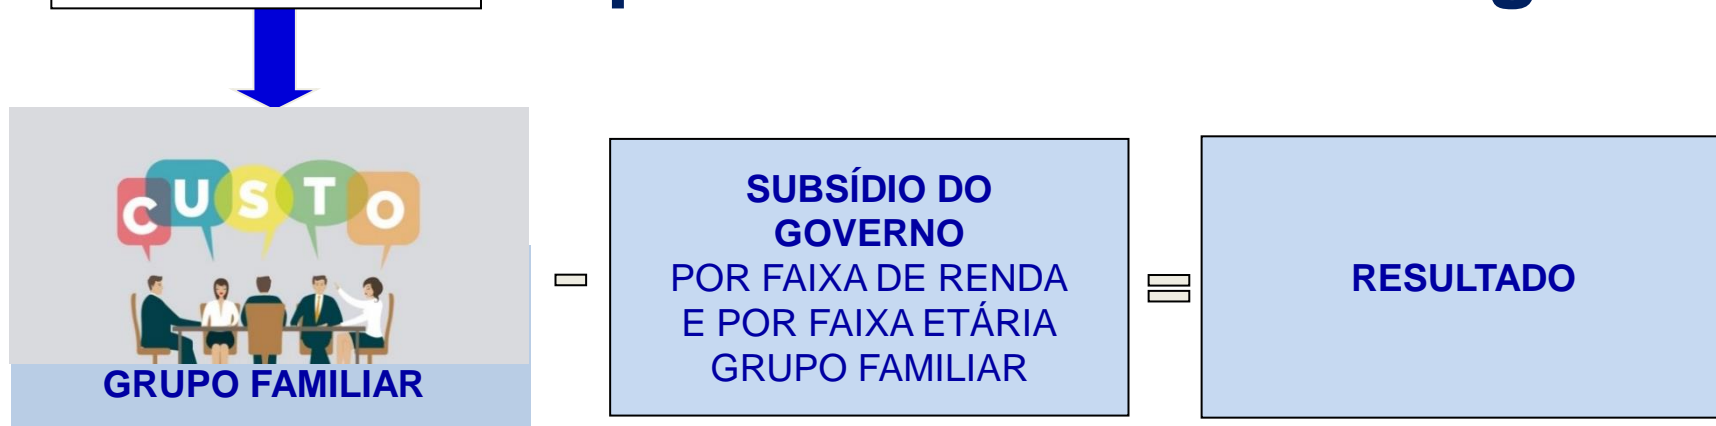 CUSTO
GRUPO FAMILIAR
-
SUBSÍDIO DO
GOVERNO
POR FAIXA DE RENDA
E POR FAIXA ETÁRIA
GRUPO FAMILIAR
=
RESULTADO